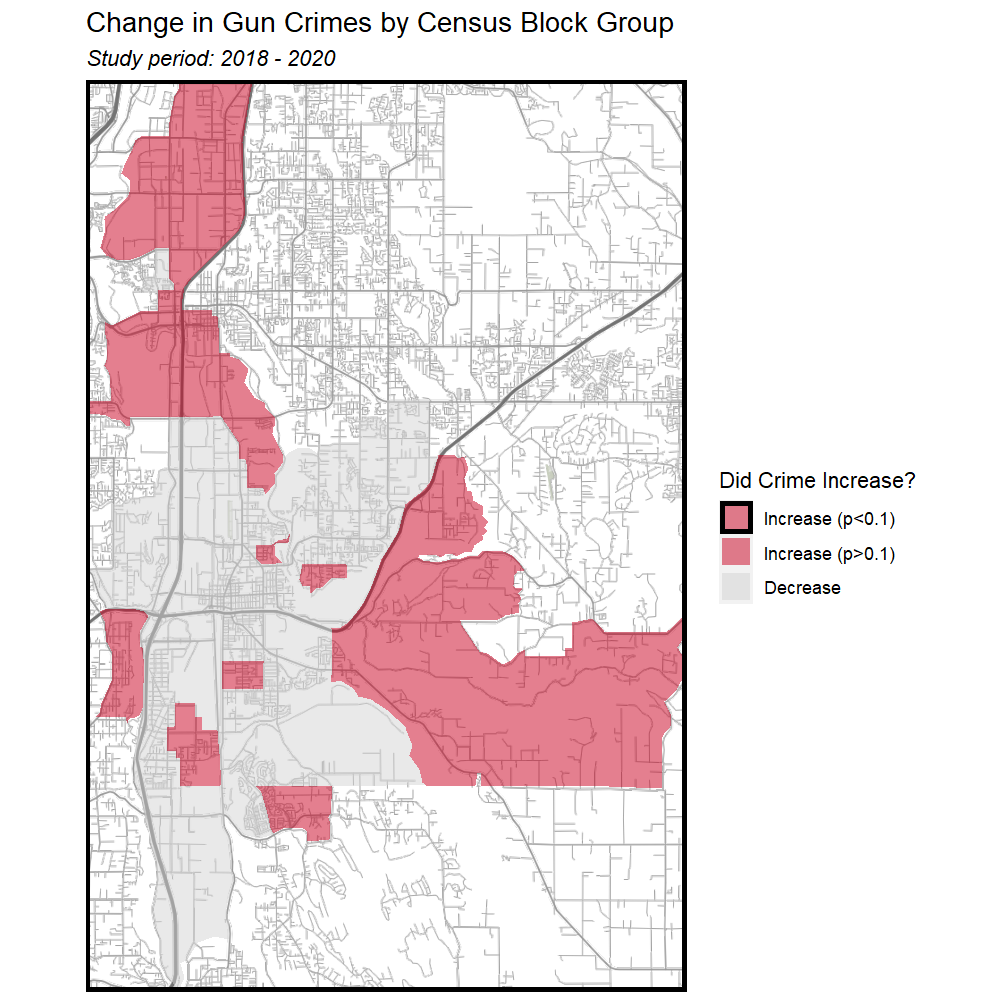 Change in Gun Crimes by Census Block Group
Study period: 2018 - 2020
Did Crime Increase?
Increase (p<0.1)
Increase (p>0.1)
Decrease